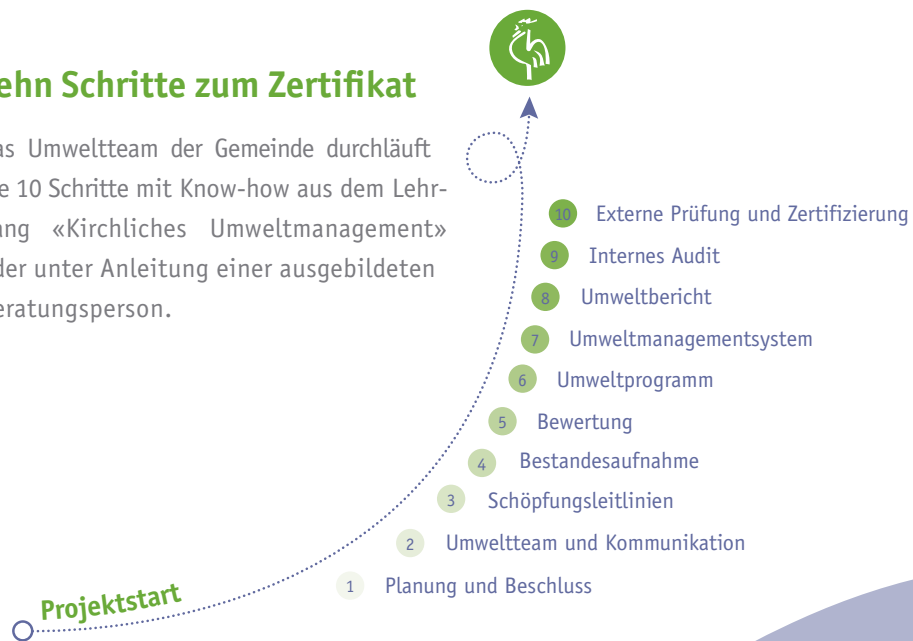 ehn Schritte zum Zertifikat
as Umweltteam der Gemeinde durchläuft
e 10 Schritte mit Know-how aus dem Lehr-
ang «Kirchliches Umweltmanagement»
der unter Anleitung einer ausgebildeten
eratungsperson.
10 Externe Prüfung und Zertifizierung
9 Internes Audit
8 Umweltbericht
7 Umweltmanagementsystem
6 Umweltprogramm
5 Bewertung
4 Bestandesaufnahme
3 Schöpfungsleitlinien
2 Umweltteam und Kommunikation
1 Planung und Beschluss
Projektstart